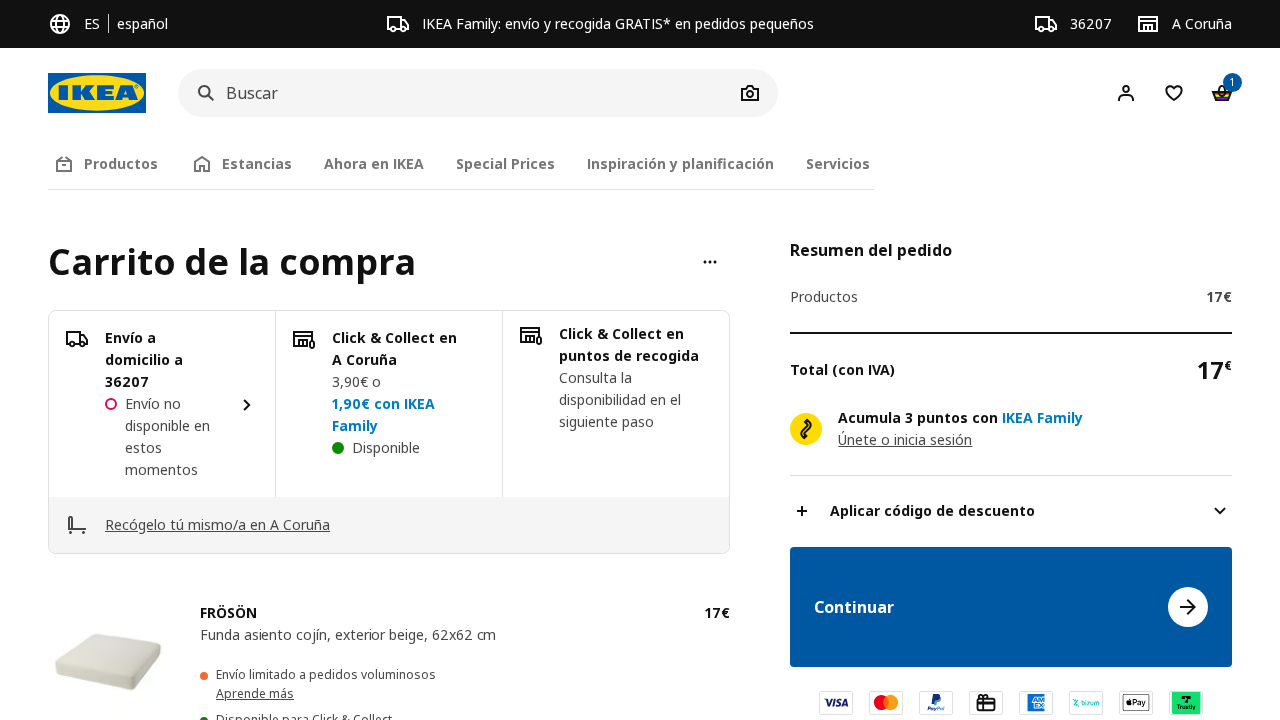 ES | español
IKEA Family: envío y recogida GRATIS* en pedidos pequeños
36207
A Coruña
IKEA
Buscar
1
Productos
Estancias
Ahora en IKEA
Special Prices
Inspiración y planificación
Servicios
Carrito de la compra
Envío a
domicilio a
36207
Envío no
disponible en
estos
momentos
Click & Collect en
A Coruña
3,90€ o
1,90€ con IKEA
Family
Disponible
Click & Collect en
puntos de recogida
Consulta la
disponibilidad en el
siguiente paso
Recógelo tú mismo/a en A Coruña
FRÖSÖN
17€
Funda asiento cojín, exterior beige, 62x62 cm
Envío limitado a pedidos voluminosos
Aprende más
Disponible para Click & Collect
Resumen del pedido
Productos
17€
Total (con IVA)
17€
Acumula 3 puntos con IKEA Family
Únete o inicia sesión
Aplicar código de descuento
Continuar
VISA
PayPal
AMEX
bizum
Pay
Trustly